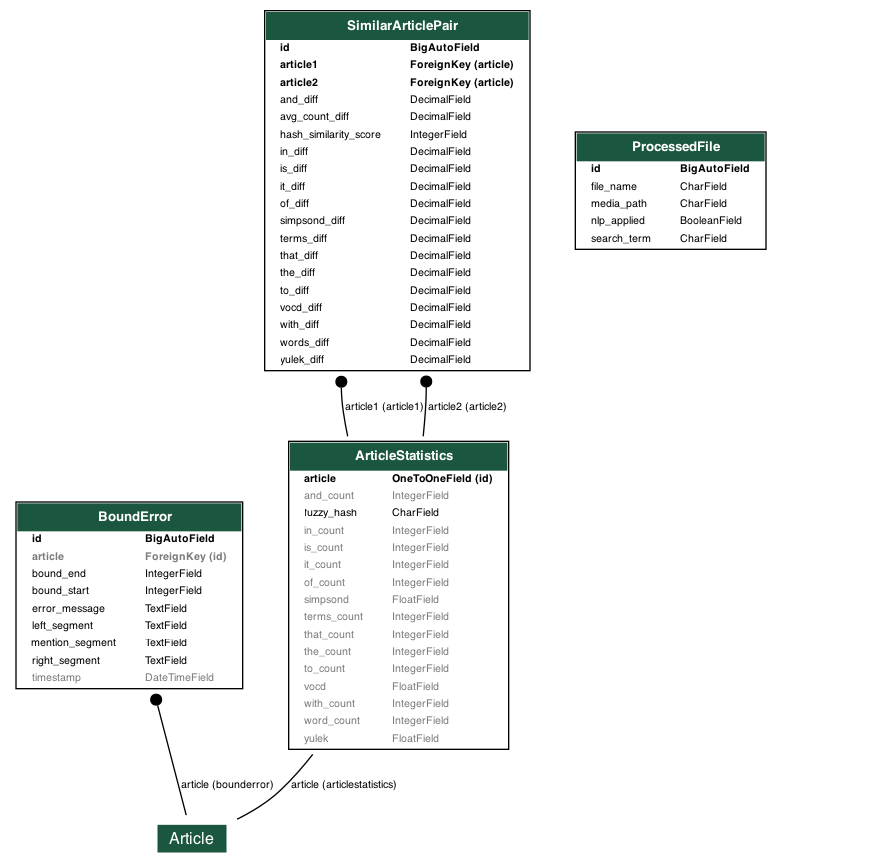 SimilarArticlePair
id BigAutoField
article1 ForeignKey (article)
article2 ForeignKey (article)
and_diff DecimalField
avg_count_diff DecimalField
hash_similarity_score IntegerField
in_diff DecimalField
is_diff DecimalField
it_diff DecimalField
of_diff DecimalField
simpsond_diff DecimalField
terms_diff DecimalField
that_diff DecimalField
the_diff DecimalField
to_diff DecimalField
vocd_diff DecimalField
with_diff DecimalField
words_diff DecimalField
yulek_diff DecimalField
ProcessedFile
id BigAutoField
file_name CharField
media_path CharField
nlp_applied BooleanField
search_term CharField
article1 (article1) article2 (article2)
ArticleStatistics
article OneToOneField (id)
and_count IntegerField
fuzzy_hash CharField
in_count IntegerField
is_count IntegerField
it_count IntegerField
of_count IntegerField
simpsond FloatField
terms_count IntegerField
that_count IntegerField
the_count IntegerField
to_count IntegerField
vocd FloatField
with_count IntegerField
word_count IntegerField
yulek FloatField
BoundError
id BigAutoField
article ForeignKey (id)
bound_end IntegerField
bound_start IntegerField
error_message TextField
left_segment TextField
mention_segment TextField
right_segment TextField
timestamp DateTimeField
article (bounderror) article (articlestatistics)
Article